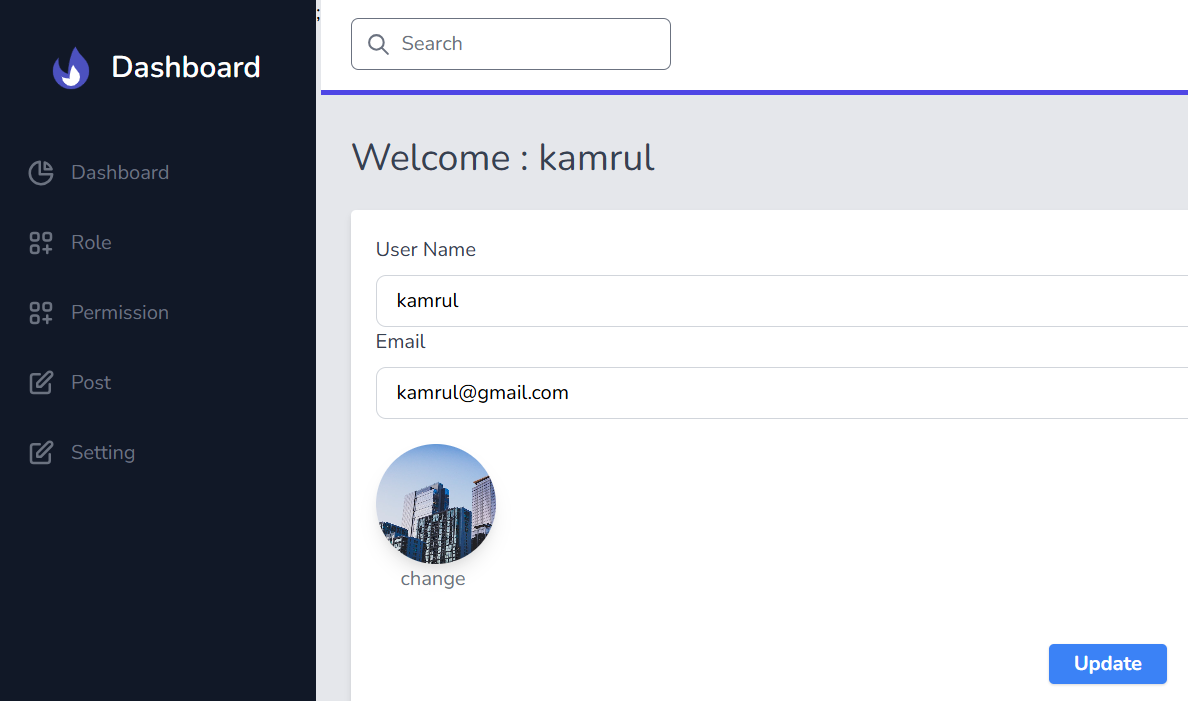 Dashboard
Dashboard
Role
Permission
Post
Setting
;
Search
Welcome : kamrul
User Name
kamrul
Email
kamrul@gmail.com
change
Update